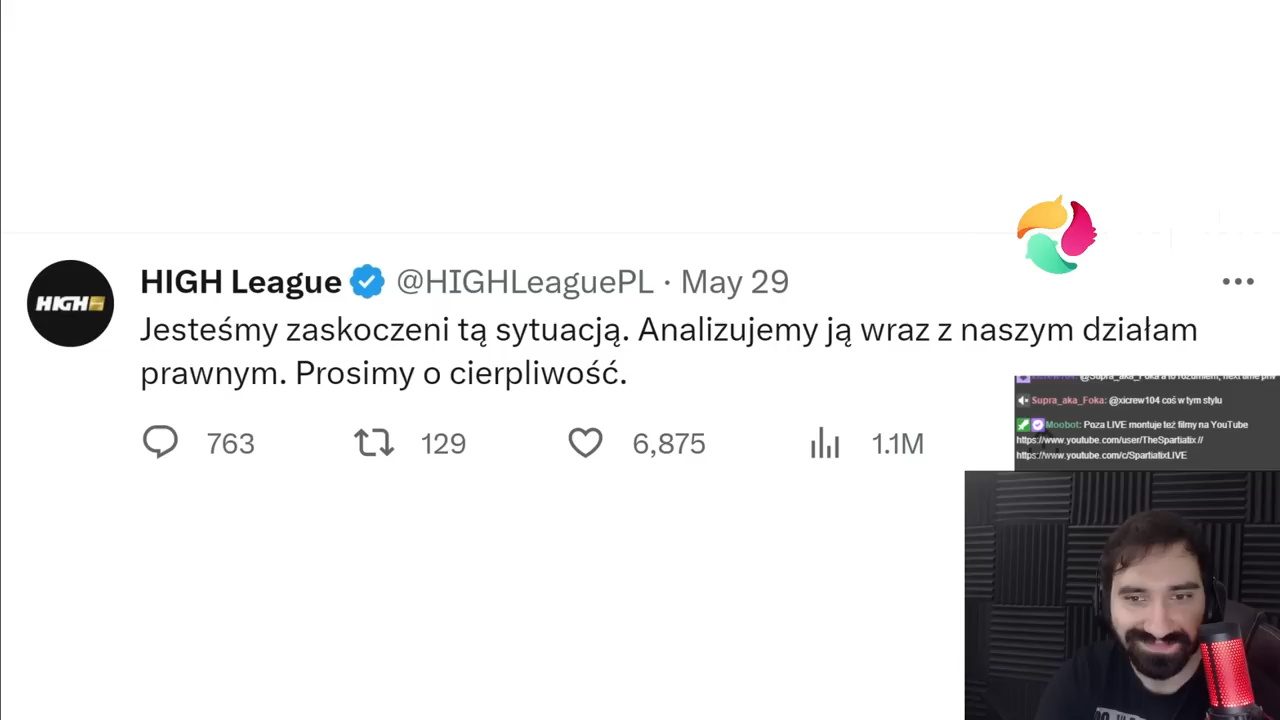 HIGH League @HIGHLeaguePL · May 29
HIGH
Jesteśmy zaskoczeni tą sytuacją. Analizujemy ją wraz z naszym działam
prawnym. Prosimy o cierpliwość.
763 129 6,875 1.1M
Supra_aka_Foka: @xicrew104 coś w tym stylu
Moobot: Poza LIVE montuje też filmy na YouTube
https://www.youtube.com/user/TheSpartiatix //
https://www.youtube.com/c/SpartiatixLIVE